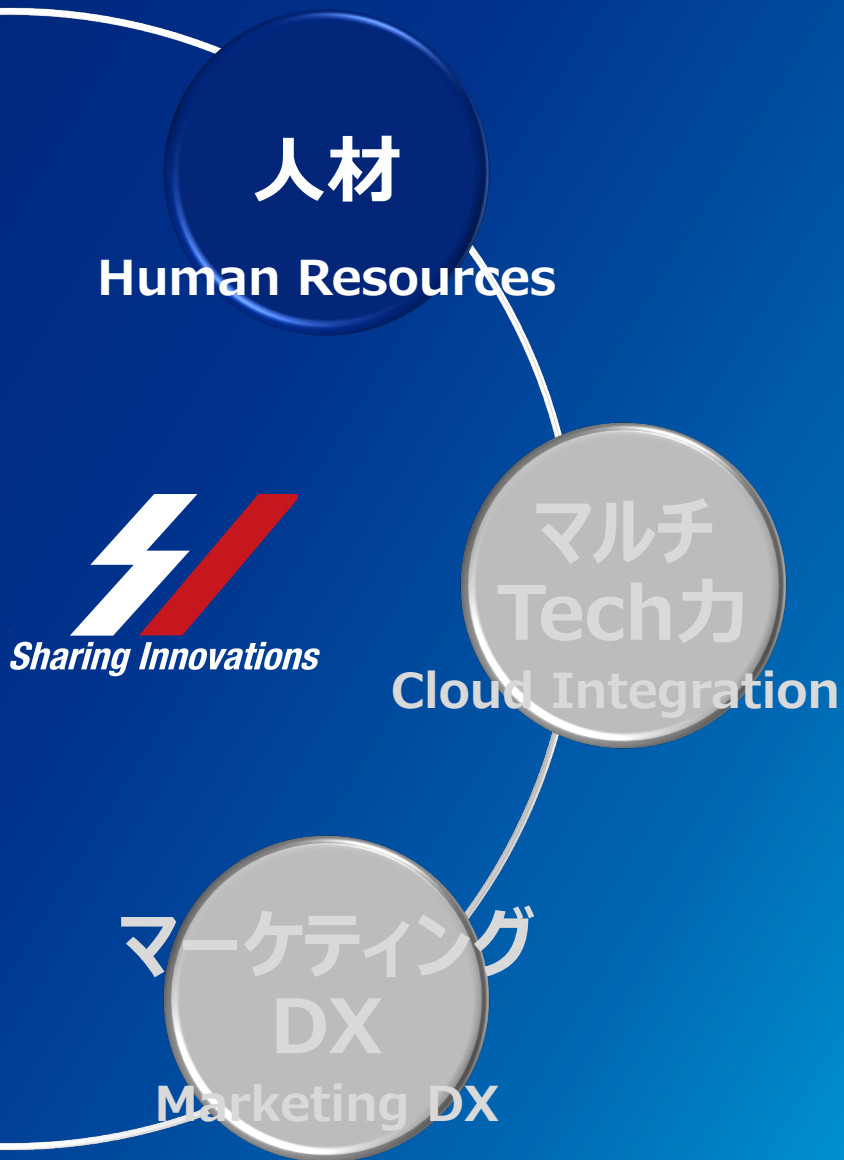 人材
Human Resources
マルチ
Tech力
Cloud Integration
Sharing Innovations
マーケティング
DX
Marketing DX